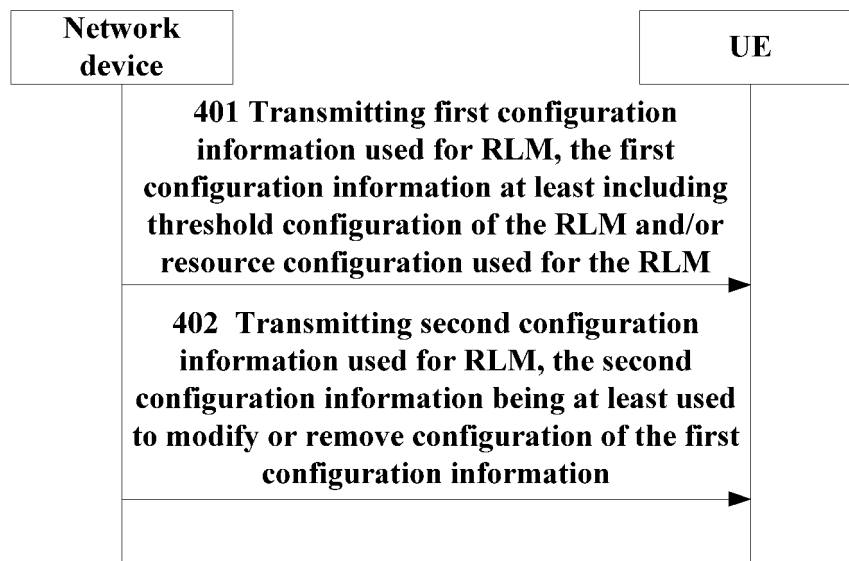 Network
device
UE
401 Transmitting first configuration
information used for RLM, the first
configuration information at least including
threshold configuration of the RLM and/or
resource configuration used for the RLM
402 Transmitting second configuration
information used for RLM, the second
configuration information being at least used
to modify or remove configuration of the first
configuration information